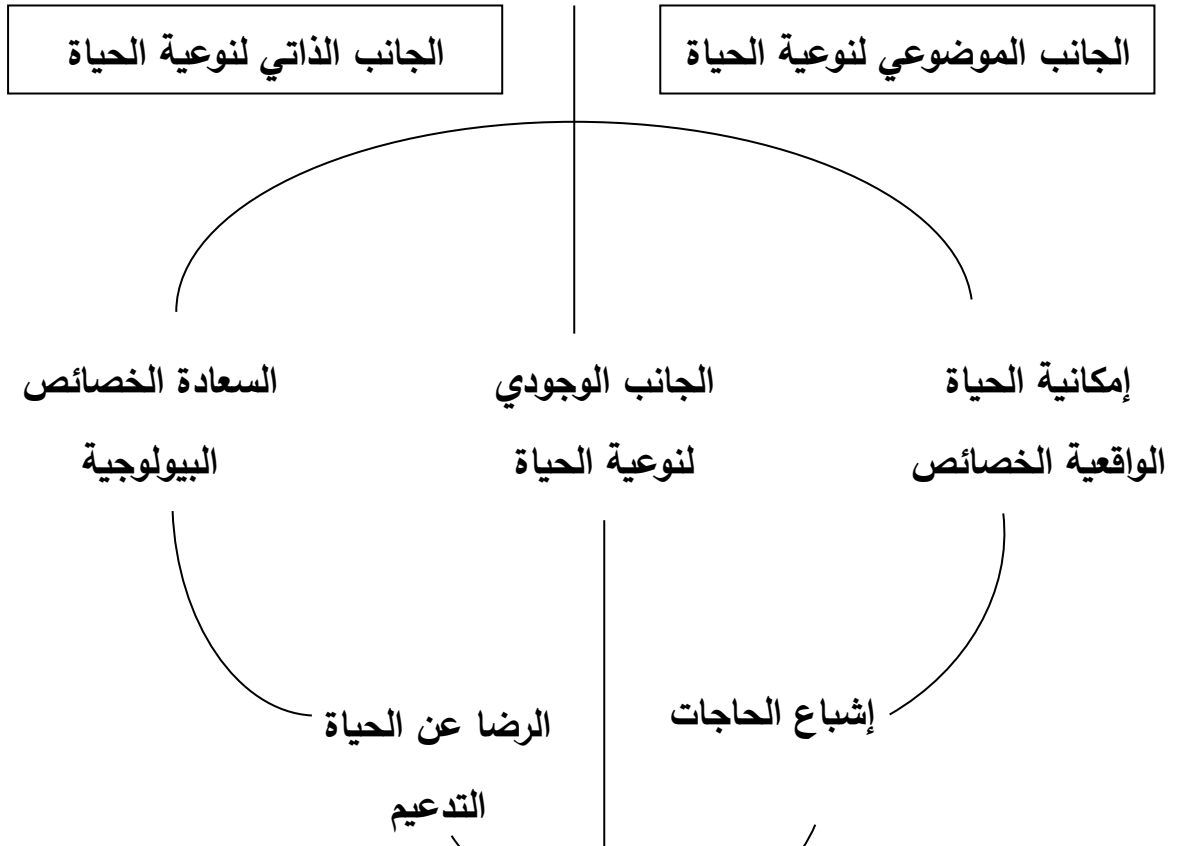 الجانب الموضوعي لنوعية الحياة
الجانب الذاتي لنوعية الحياة
إمكانية الحياة
الواقعية الخصائص
الجانب الوجودي
لنوعية الحياة
السعادة الخصائص
البيولوجية
إشباع الحاجات
الرضا عن الحياة
التدعيم